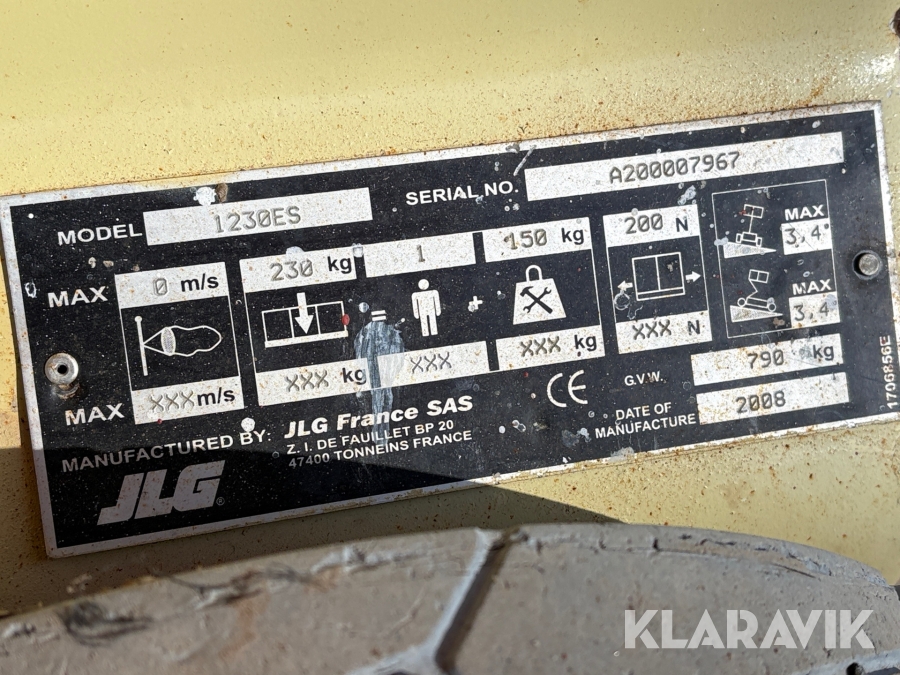 MODEL 1230ES SERIAL NO. A200007967
MAX 0 m/s 230 kg 1 150 kg 200 N MAX 3,4°
= +
MAX XXX m/s XXX kg XXX XXX kg XXX N MAX 3,4
CE G.V.W. 790 kg
DATE OF MANUFACTURE 2008
MANUFACTURED BY: JLG France SAS
Z. I. DE FAUILLET BP 20
47400 TONNEINS FRANCE
JLG®
1706856E
KLARAVIK